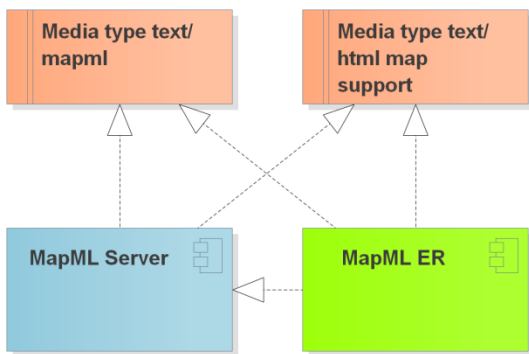 Media type text/
mapml
Media type text/
html map
support
MapML Server
MapML ER